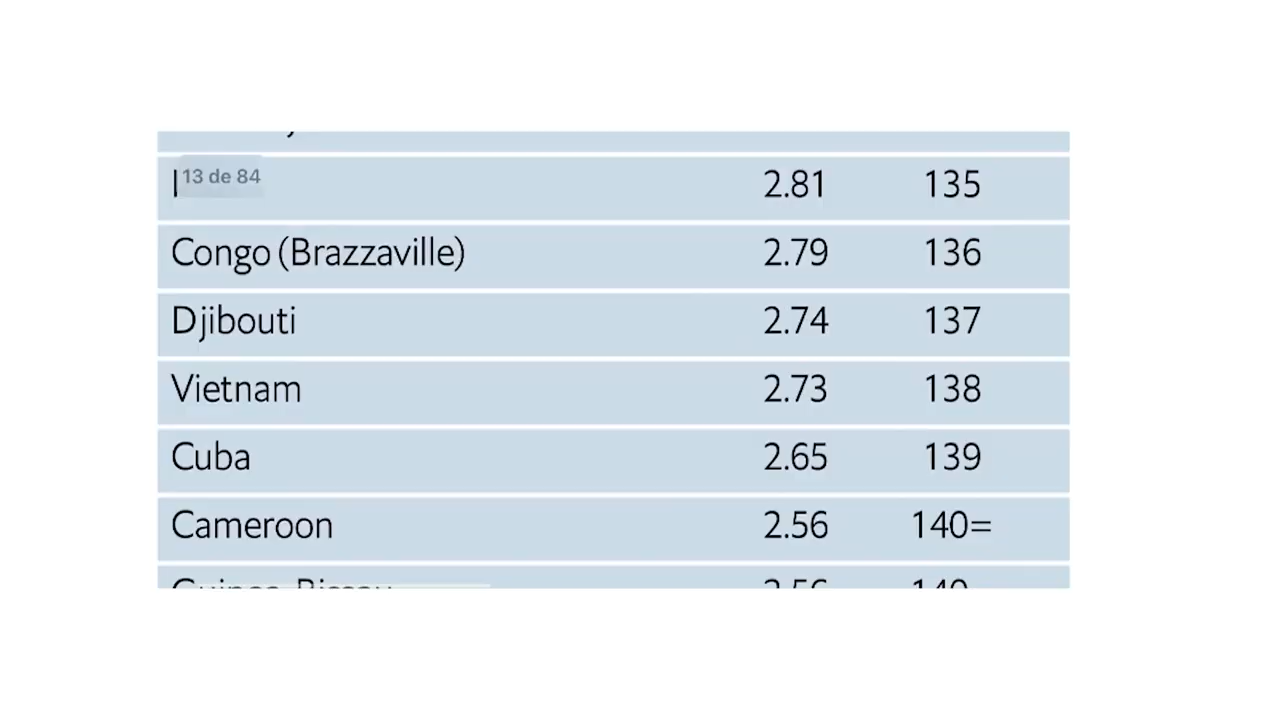 13 de 84 2.81 135
Congo (Brazzaville) 2.79 136
Djibouti 2.74 137
Vietnam 2.73 138
Cuba 2.65 139
Cameroon 2.56 140=